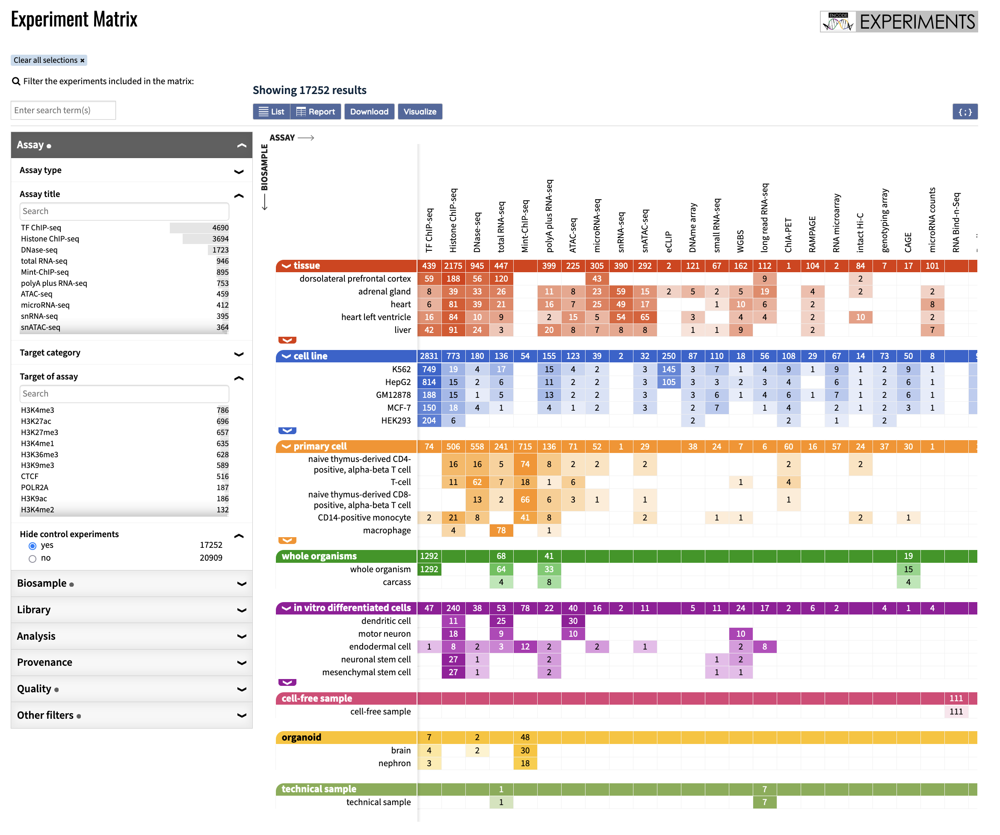 Experiment Matrix
ENCODE EXPERIMENTS
Clear all selections ×
Filter the experiments included in the matrix:
Enter search term(s)
Showing 17252 results
List Report Download Visualize {;}
Assay
Assay type
Assay title
Search
TF ChIP-seq 4690
Histone ChIP-seq 3694
DNase-seq 1723
total RNA-seq 946
Mint-ChIP-seq 895
polyA plus RNA-seq 753
ATAC-seq 459
microRNA-seq 412
snRNA-seq 395
snATAC-seq 364
Target category
Target of assay
Search
H3K4me3 786
H3K27ac 696
H3K27me3 657
H3K4me1 635
H3K36me3 628
H3K9me3 589
CTCF 516
POLR2A 187
H3K9ac 186
H3K4me2 132
Hide control experiments
yes 17252
no 20909
Biosample
Library
Analysis
Provenance
Quality
Other filters
ASSAY
BIOSAMPLE
TF ChIP-seq
Histone ChIP-seq
DNase-seq
total RNA-seq
Mint-ChIP-seq
polyA plus RNA-seq
ATAC-seq
microRNA-seq
snRNA-seq
snATAC-seq
eCLIP
DNAme array
small RNA-seq
WGBS
long read RNA-seq
ChIA-PET
RAMPAGE
RNA microarray
intact Hi-C
genotyping array
CAGE
microRNA counts
RNA Bind-n-Seq
tissue 439 2175 945 447 399 225 305 390 292 2 121 67 162 112 1 104 2 84 7 17 101
dorsolateral prefrontal cortex 59 188 56 120 43 9 2
adrenal gland 8 39 33 26 11 8 23 59 15 2 5 2 5 19 4 2 2
heart 6 81 39 21 16 7 25 49 17 1 10 6 2 8
heart left ventricle 16 84 10 9 2 15 5 54 65 3 4 4 2 10 2
liver 42 91 24 3 20 8 7 8 8 1 1 9 2 7
cell line 2831 773 180 136 54 155 123 39 2 32 250 87 110 18 56 108 29 67 14 73 50 8
K562 749 19 4 17 15 4 2 3 145 3 7 1 4 9 1 9 1 2 9 1
HepG2 814 15 2 6 11 2 2 3 105 3 3 2 3 4 6 1 2 6 1
GM12878 188 15 1 5 13 2 2 3 3 6 1 4 6 1 7 1 2 6 1
MCF-7 150 18 4 1 4 1 2 3 2 7 1 4 2 1 2 3 1
HEK293 204 6 2 2 1 2
primary cell 74 506 558 241 715 136 71 52 1 29 38 24 7 6 60 16 57 24 37 30 1
naive thymus-derived CD4-
positive, alpha-beta T cell 16 16 5 74 8 2 2 2 2 2
T-cell 11 62 7 18 1 6 1 4
naive thymus-derived CD8-
positive, alpha-beta T cell 13 2 66 6 3 1 1 1
CD14-positive monocyte 2 21 8 41 8 2 1 1 2 1
macrophage 4 78 1
whole organisms 1292 68 41 19
whole organism 1292 64 33 15
carcass 4 8 4
in vitro differentiated cells 47 240 38 53 78 22 40 16 2 11 5 11 24 17 2 6 2 4 1 4
dendritic cell 11 25 30
motor neuron 18 9 10 10
endodermal cell 1 8 2 3 12 2 2 1 2 8
neuronal stem cell 27 1 2 1 2
mesenchymal stem cell 27 1 2 1 1
cell-free sample 111
cell-free sample 111
organoid 7 2 48
brain 4 2 30
nephron 3 18
technical sample 1 7
technical sample 1 7